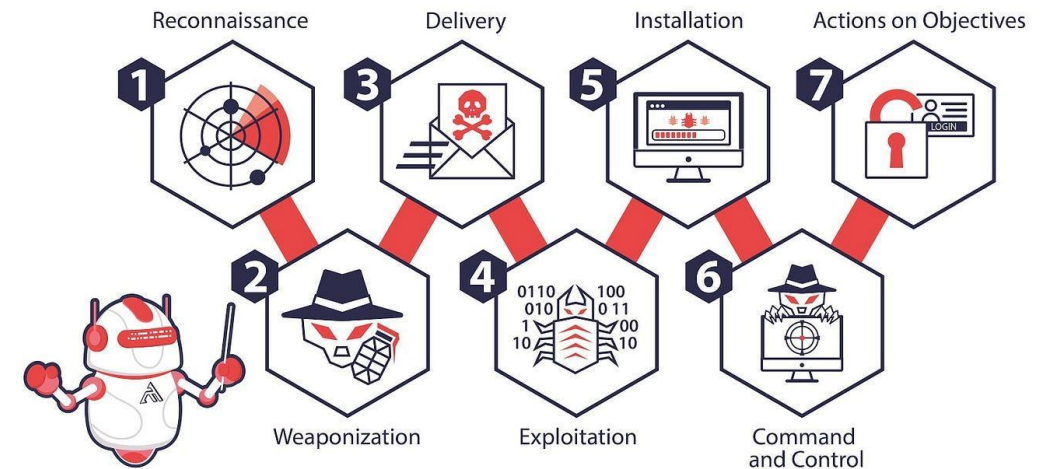 Reconnaissance
1
2
Weaponization
Delivery
3
4
0110 100
010 0 11
1 00
10 10
Exploitation
Installation
5
6
Command
and Control
Actions on Objectives
7
LOGIN